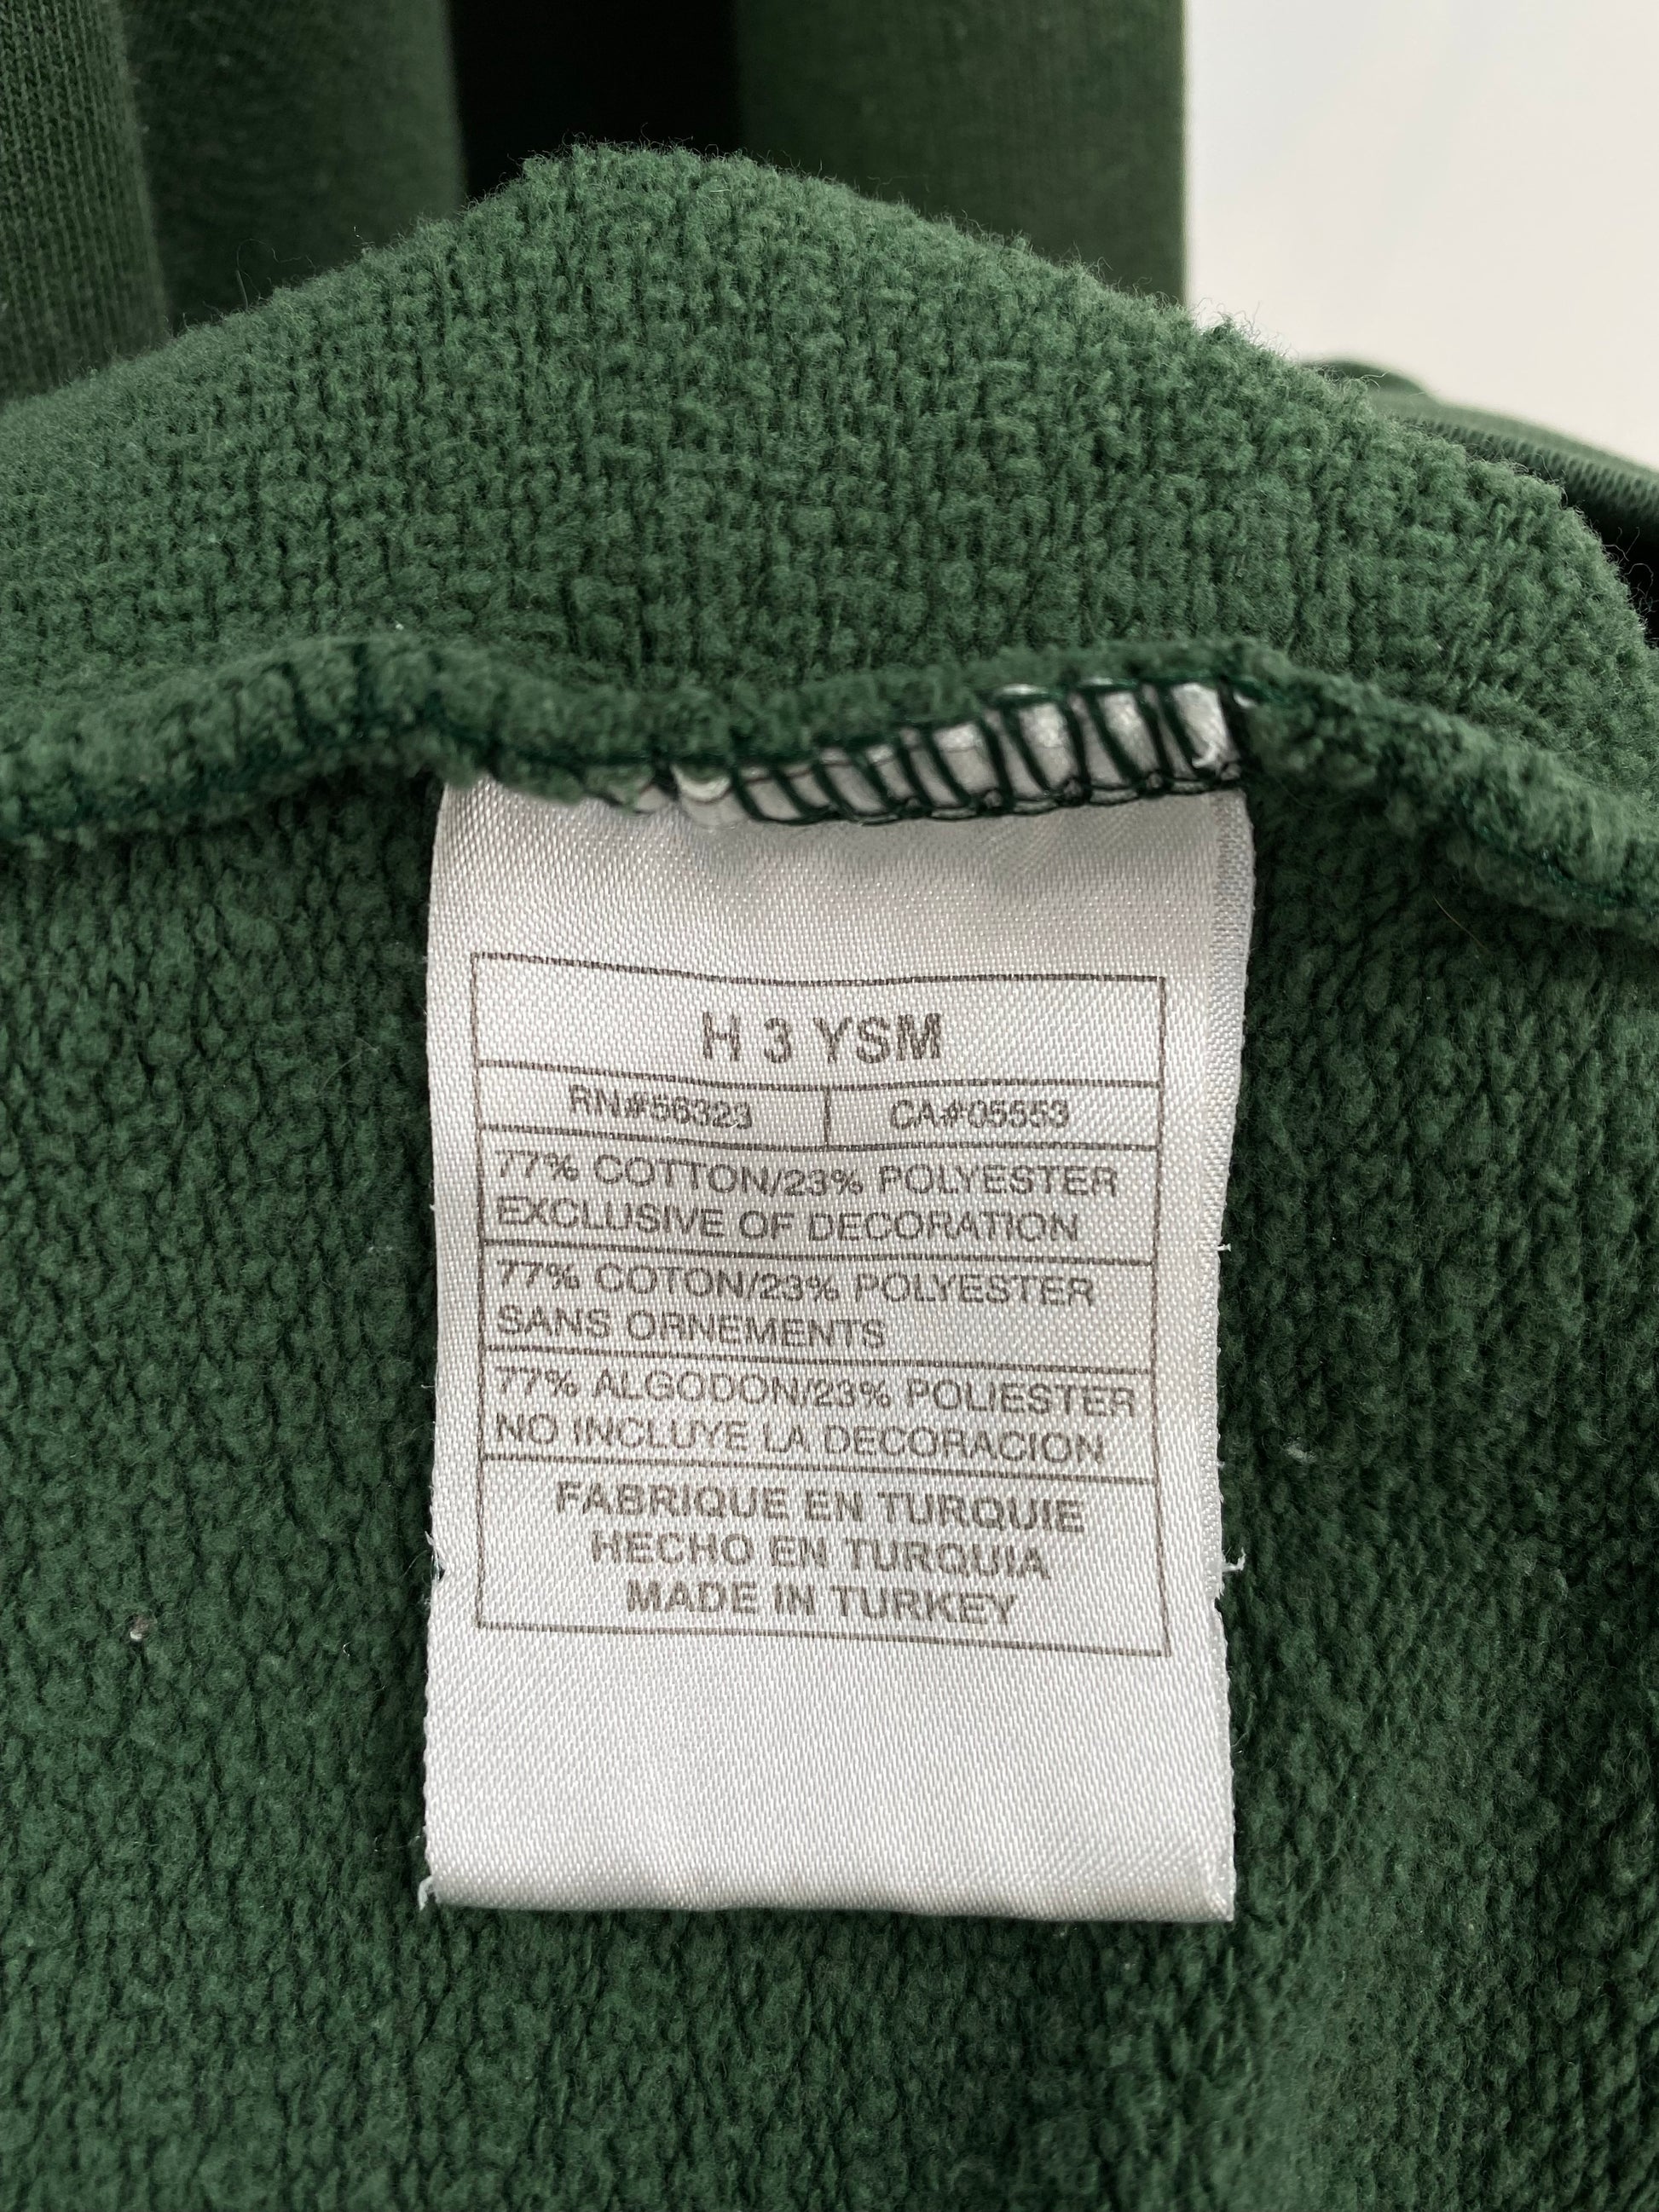 H 3 YSM
RN#56323 CA#05553
77% COTTON/23% POLYESTER
EXCLUSIVE OF DECORATION
77% COTON/23% POLYESTER
SANS ORNEMENTS
77% ALGODON/23% POLIESTER
NO INCLUYE LA DECORACION
FABRIQUE EN TURQUIE
HECHO EN TURQUIA
MADE IN TURKEY